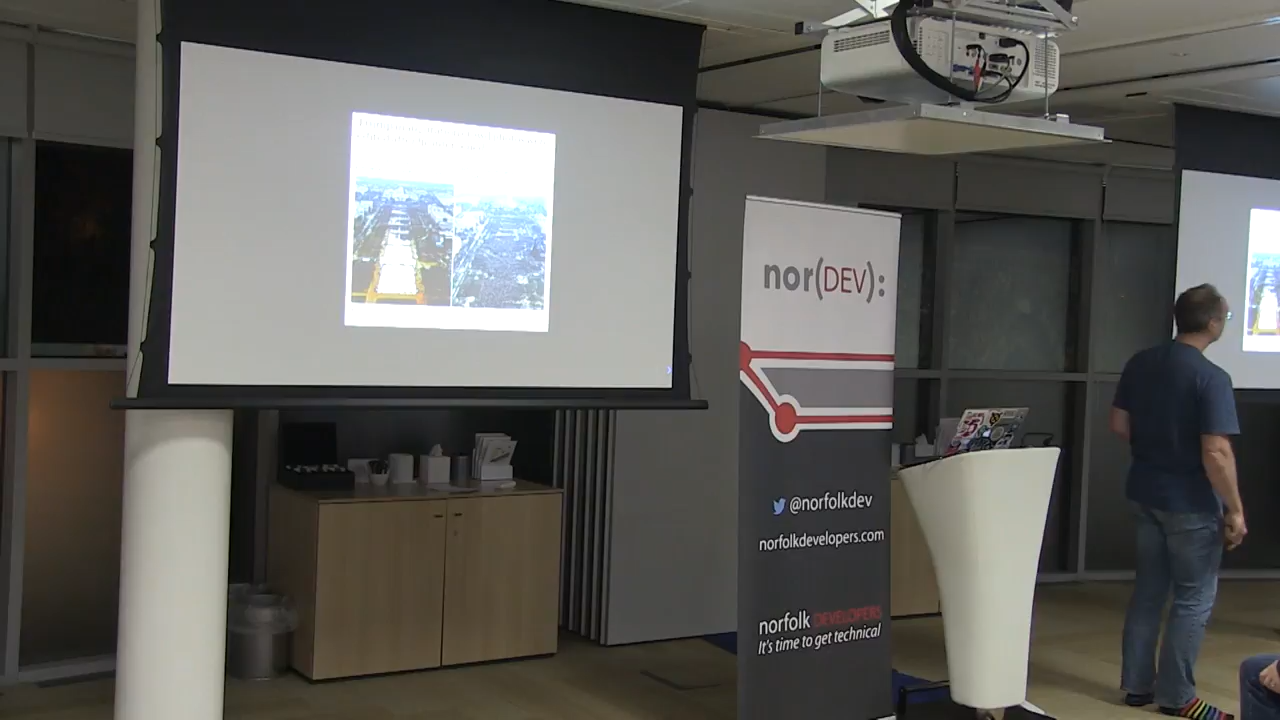 nor(DEV):
@norfolkdev
norfolkdevelopers.com
norfolk DEVELOPERS
It's time to get technical